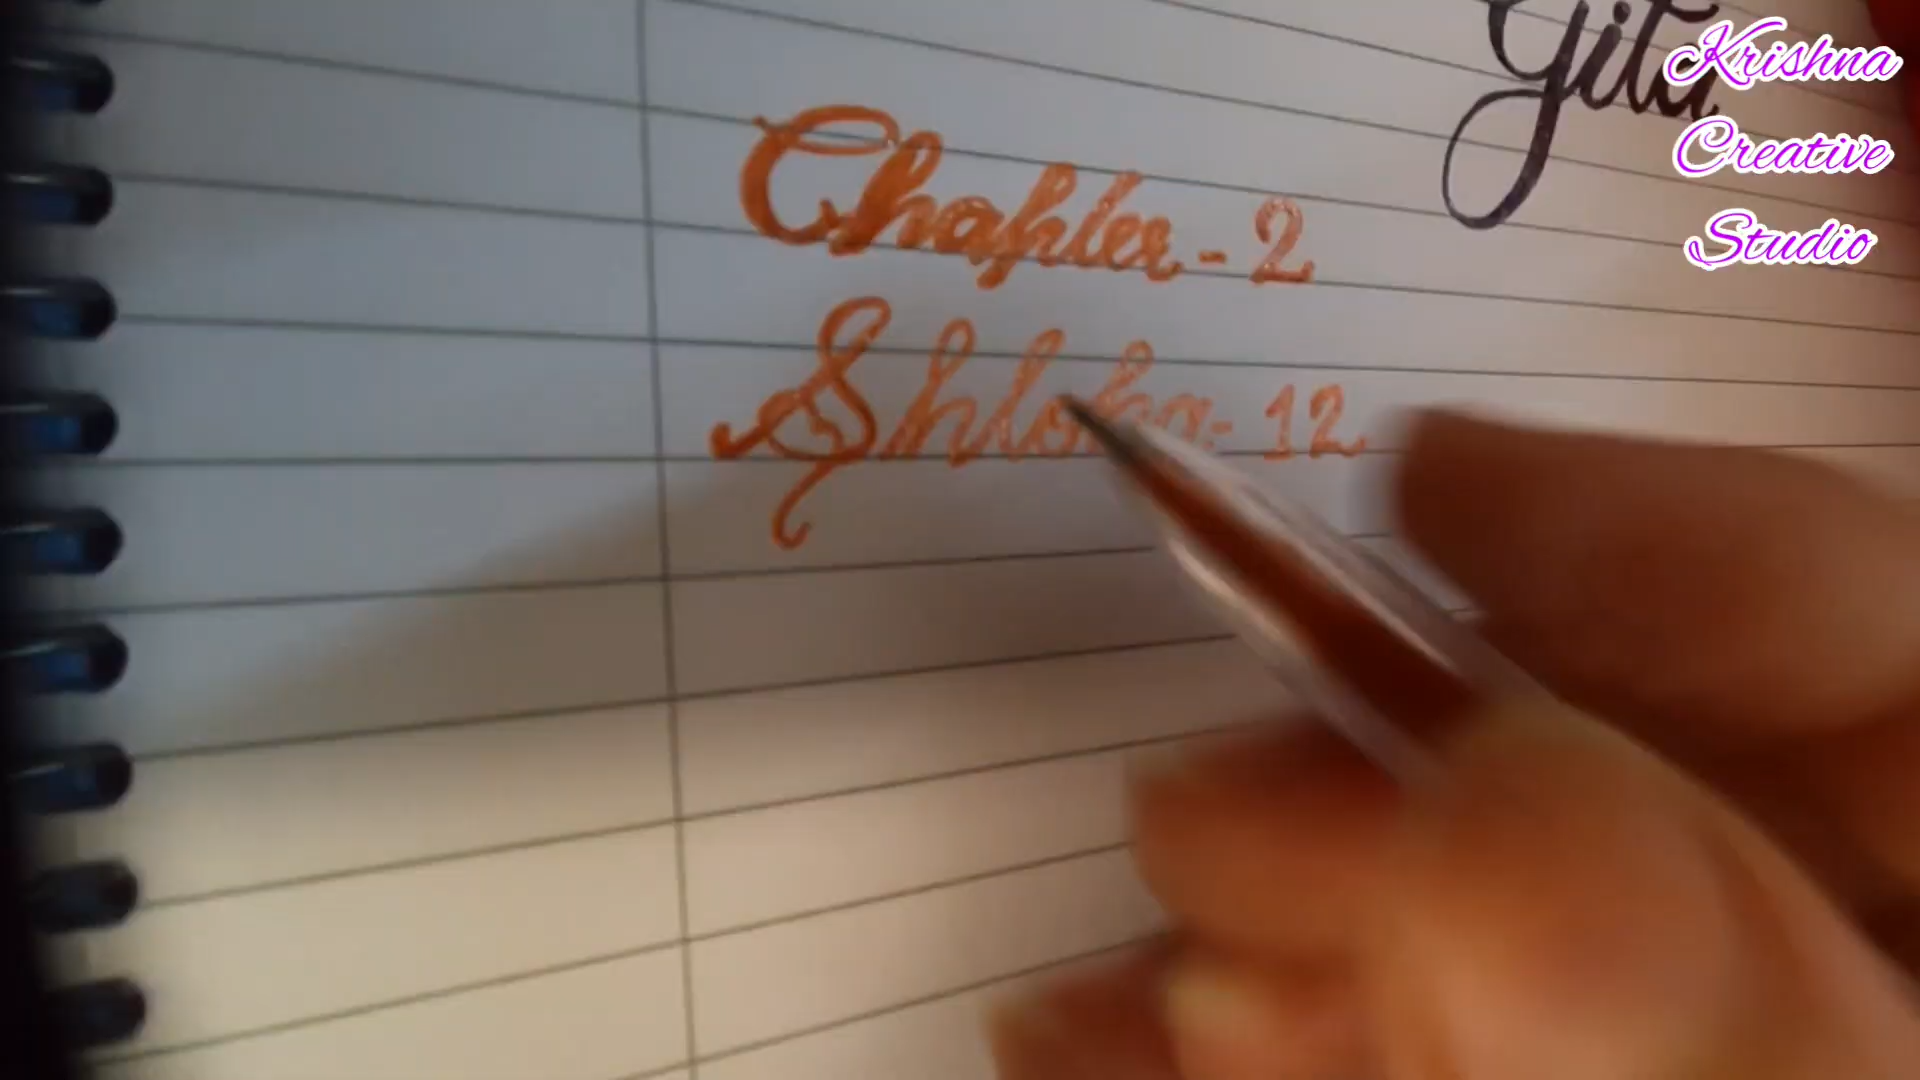 Gita
Chapter - 2
Shloka - 12
Krishna
Creative
Studio